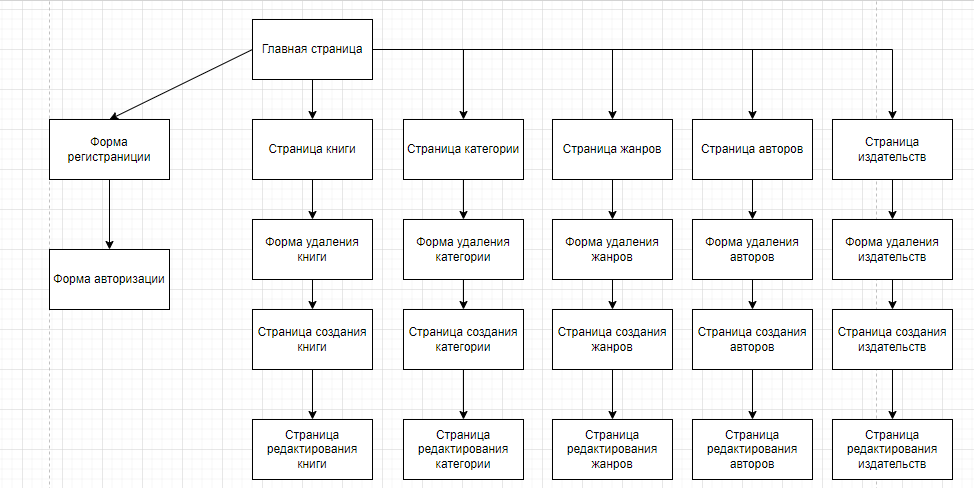 Главная страница
Форма
регистраниции
Страница книги
Страница категории
Страница жанров
Страница авторов
Страница
издательств
Форма авторизации
Форма удаления
книги
Форма удаления
категории
Форма удаления
жанров
Форма удаления
авторов
Форма удаления
издательств
Страница создания
книги
Страница создания
категории
Страница создания
жанров
Страница создания
авторов
Страница создания
издательств
Страница
редактирования
книги
Страница
редактирования
категории
Страница
редактирования
жанров
Страница
редактирования
авторов
Страница
редактирования
издательств